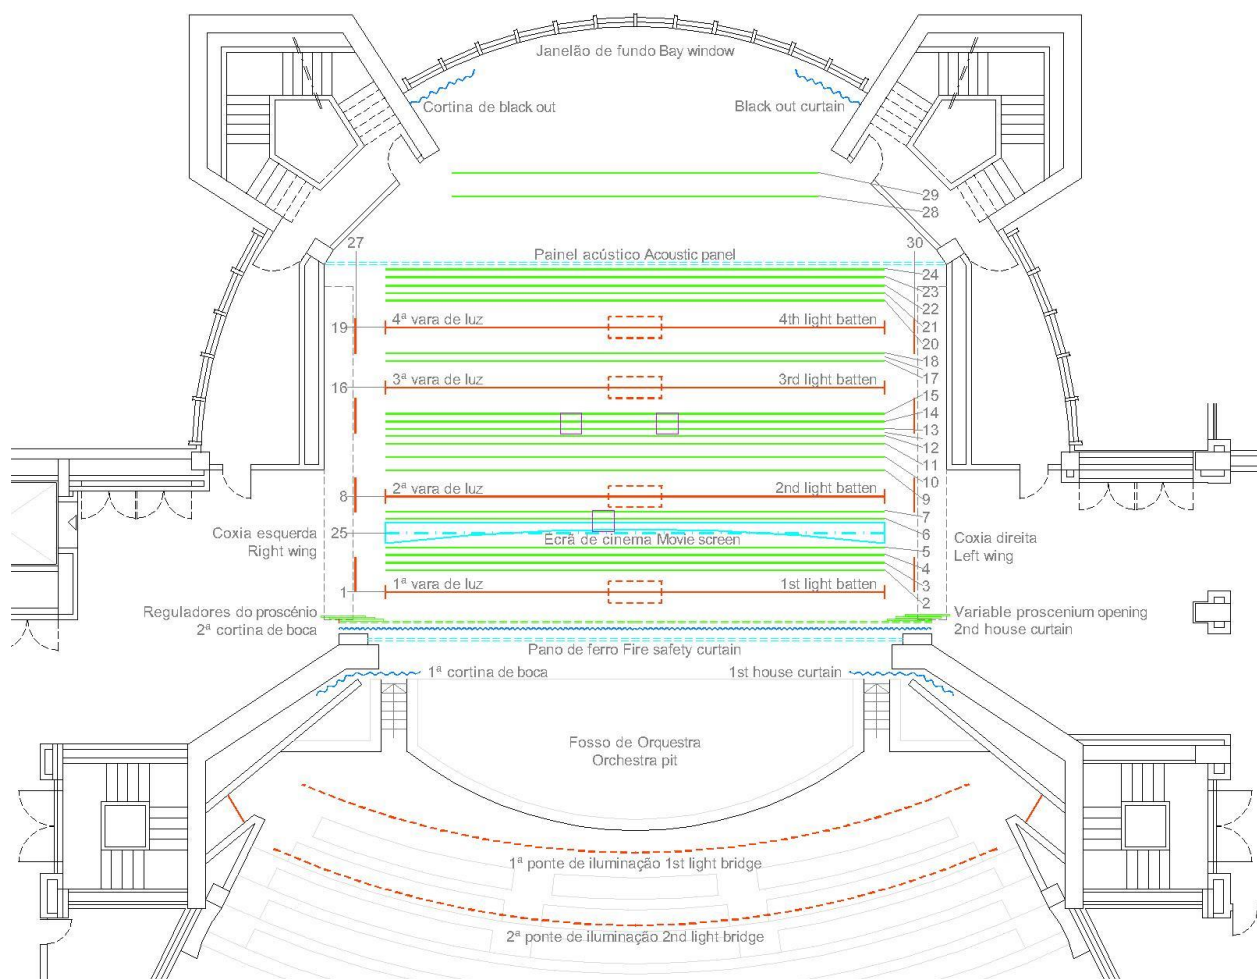 Janelão de fundo Bay window
Cortina de black out
Black out curtain
29
28
27
30
Painel acústico Acoustic panel
24
23
22
21
20
19
4ª vara de luz
4th light batten
18
17
16
3ª vara de luz
3rd light batten
15
14
13
12
11
10
9
8
2ª vara de luz
2nd light batten
7
6
Coxia esquerda
Right wing
25
Ecrã de cinema Movie screen
Coxia direita
Left wing
5
4
3
2
1
1ª vara de luz
1st light batten
Reguladores do proscénio
2ª cortina de boca
Variable proscenium opening
2nd house curtain
Pano de ferro Fire safety curtain
1ª cortina de boca
1st house curtain
Fosso de Orquestra
Orchestra pit
1ª ponte de iluminação 1st light bridge
2ª ponte de iluminação 2nd light bridge